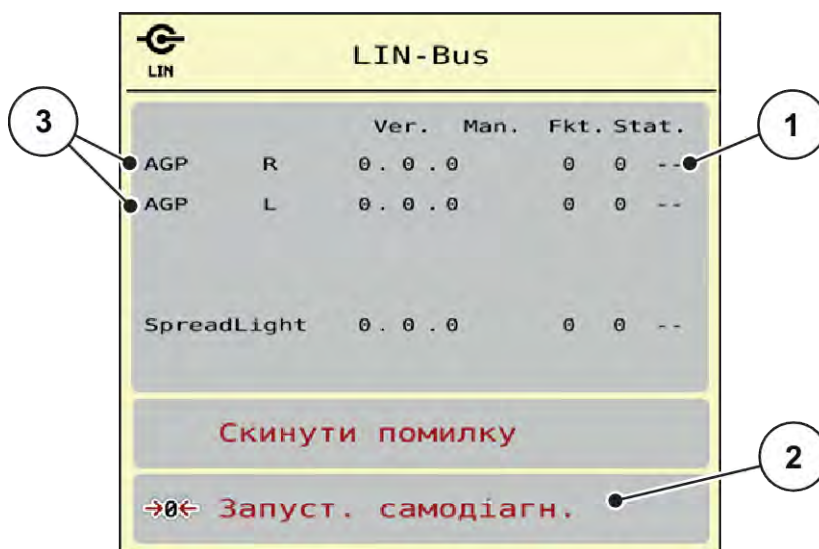 LIN
LIN-Bus
Ver. Man. Fkt. Stat.
AGP R 0.0.0 0 0 --
AGP L 0.0.0 0 0 --
SpreadLight 0.0.0 0 0 --
Скинути помилку
→0← Запуст. самодіагн.
3
1
2